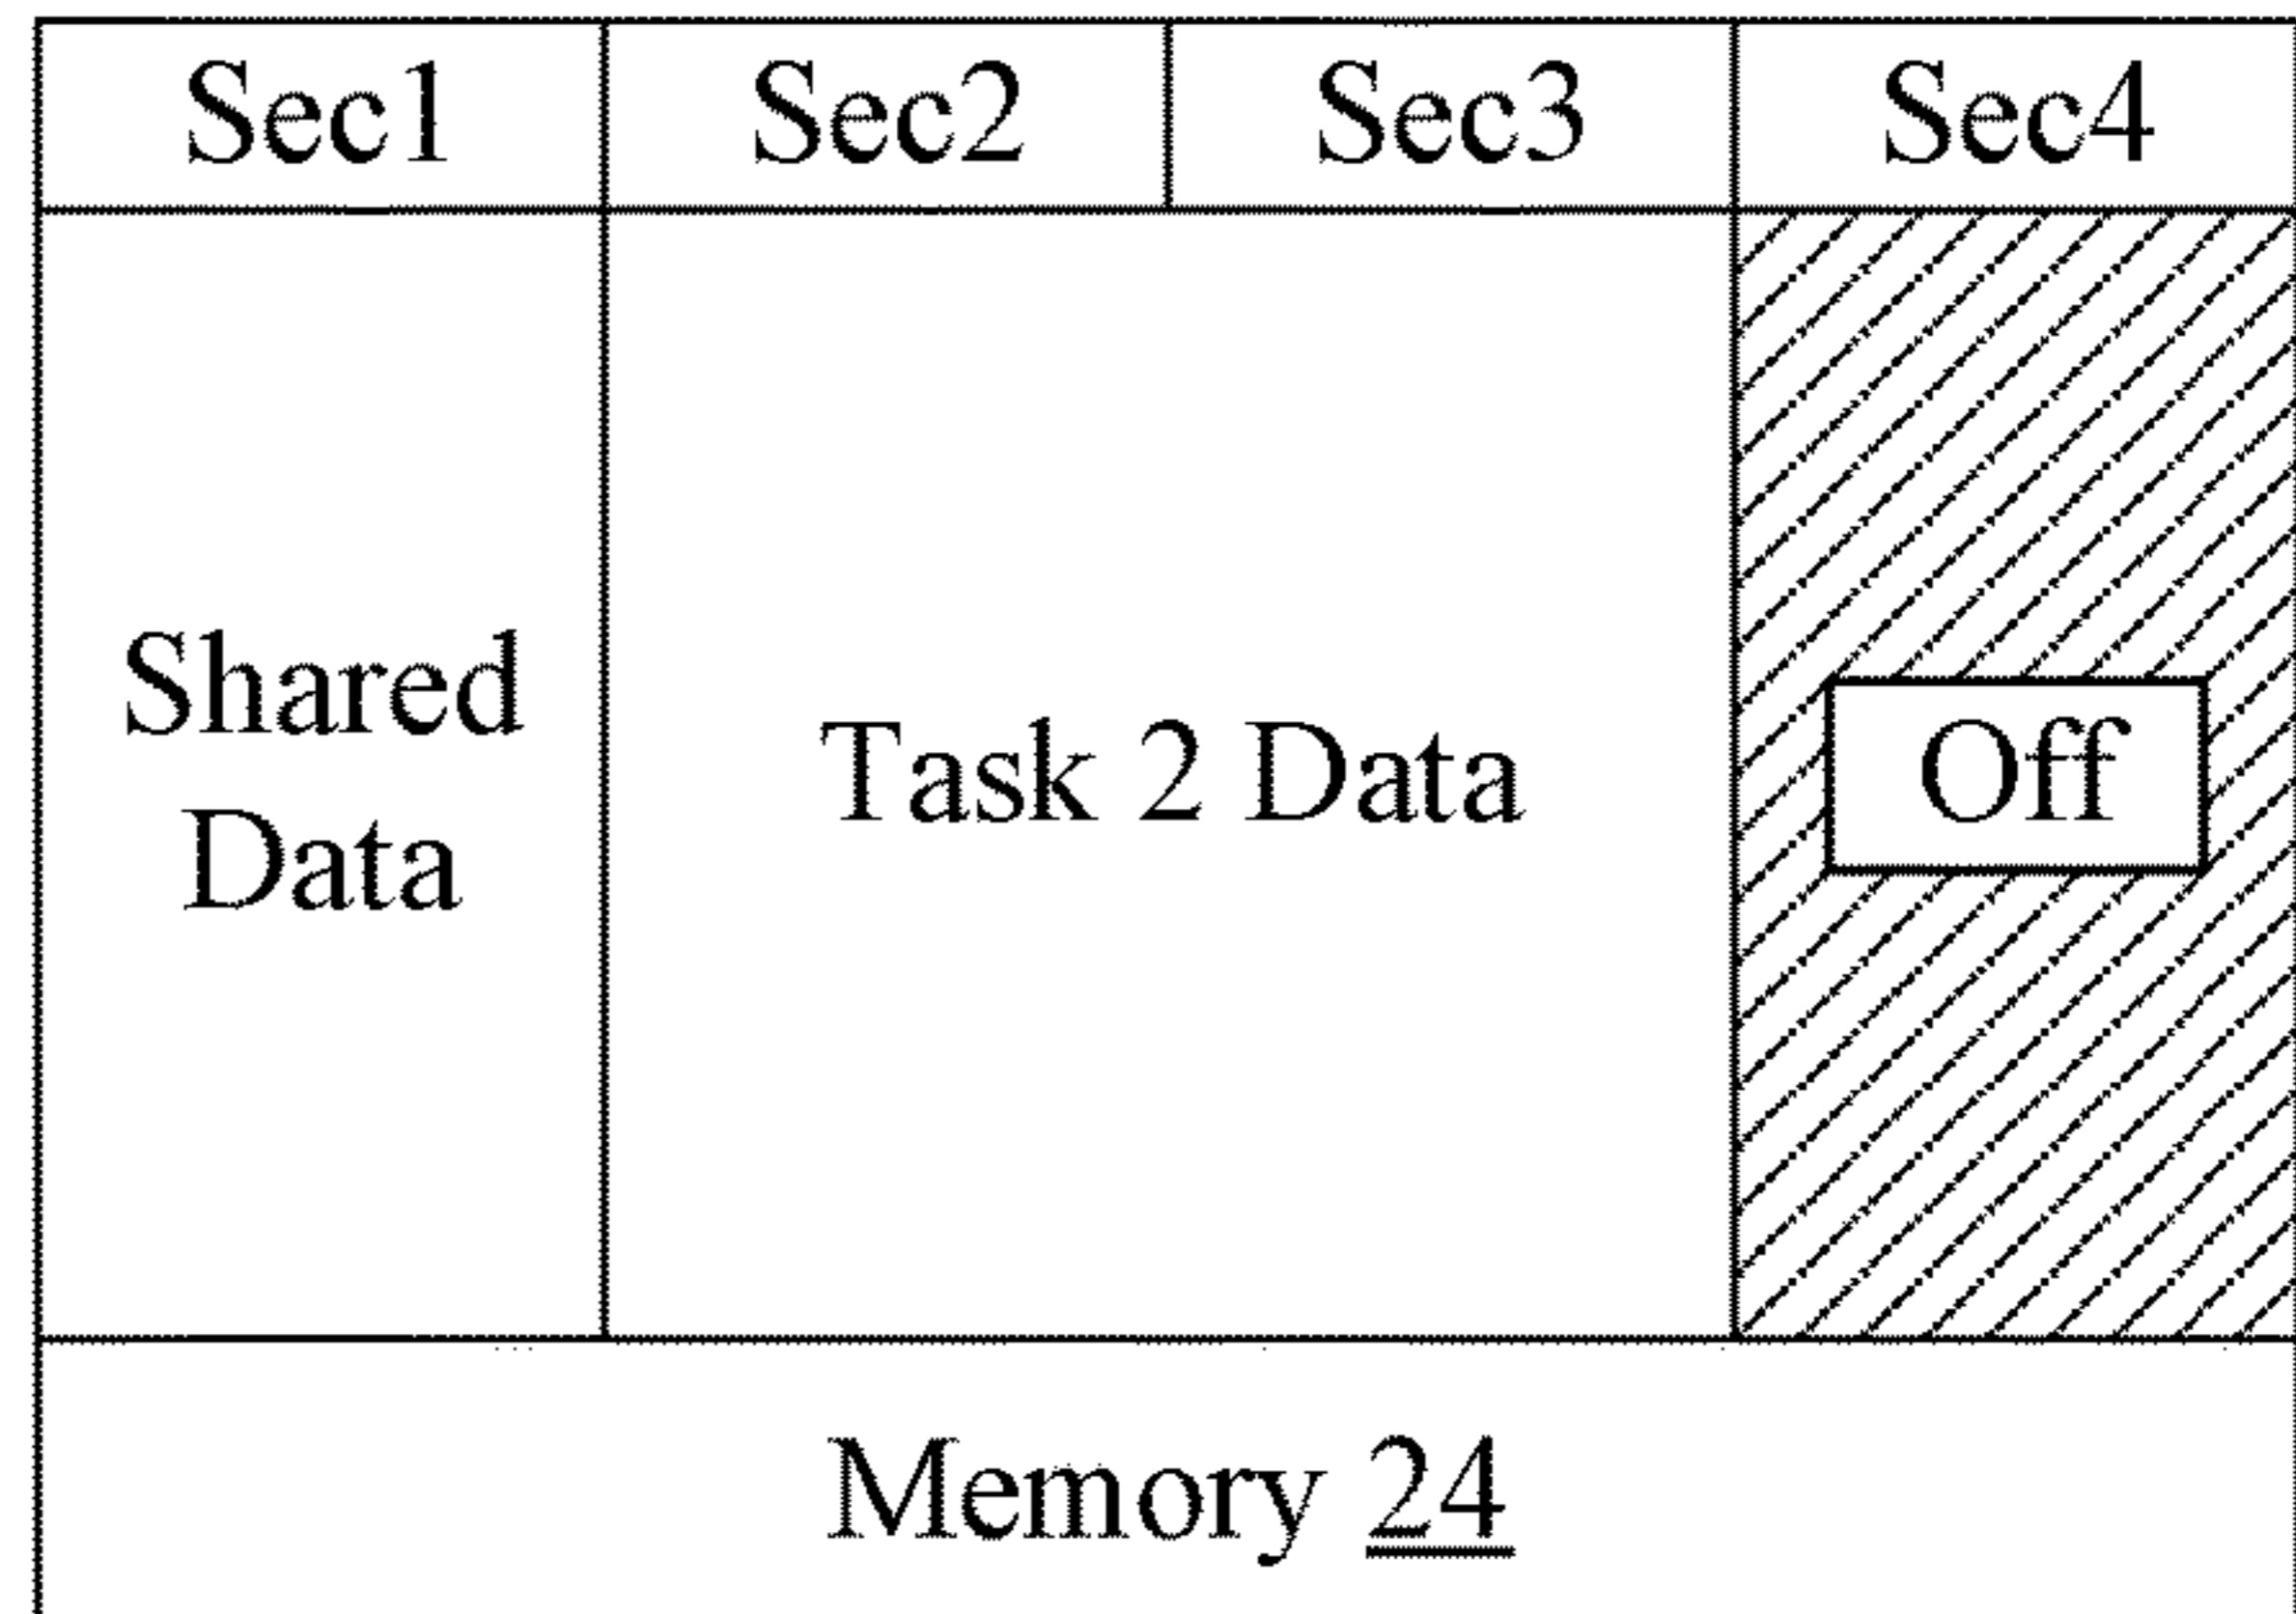 Sec1 Sec2 Sec3 Sec4
Shared
Data
Task 2 Data
Off
Memory 24